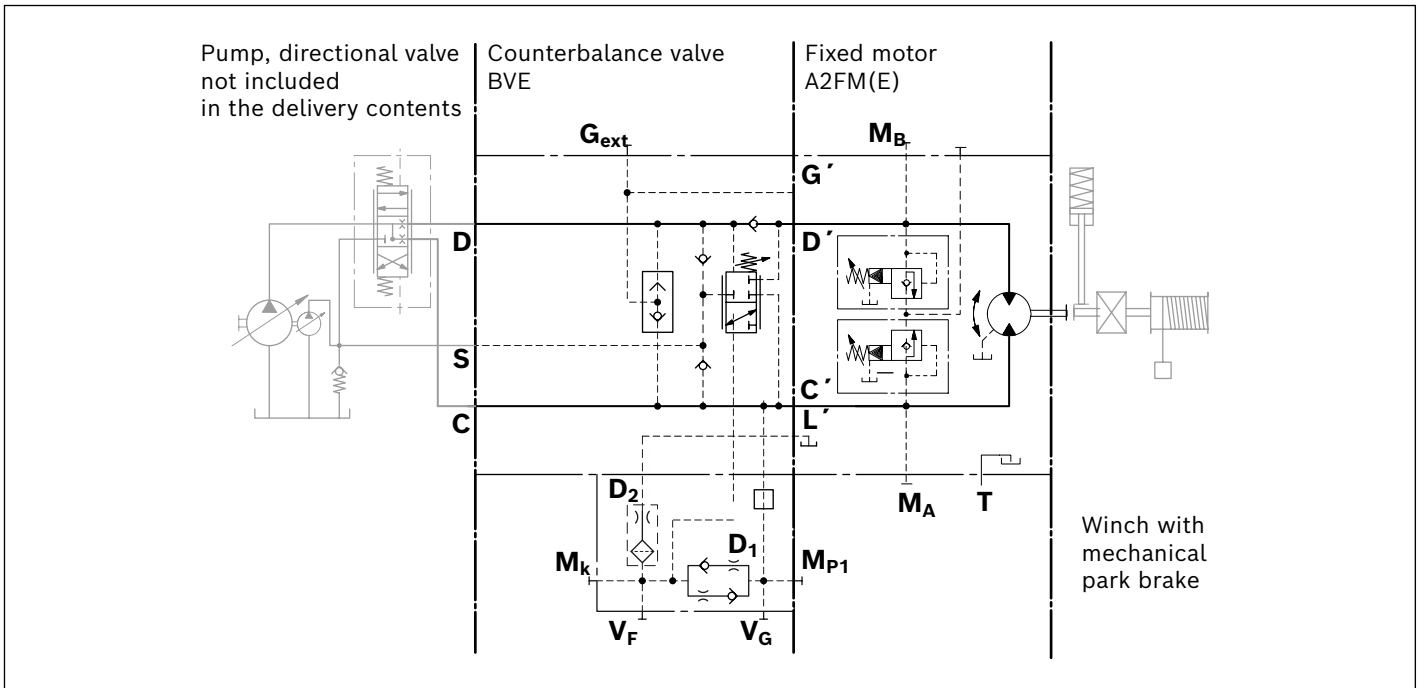 Pump, directional valve
not included
in the delivery contents
Counterbalance valve
BVE
Fixed motor
A2FM(E)
Gext
MB
G´
D
D´
S
C´
C
L´
D2
MA
T
D1
Mk
MP1
VF
VG
Winch with
mechanical
park brake